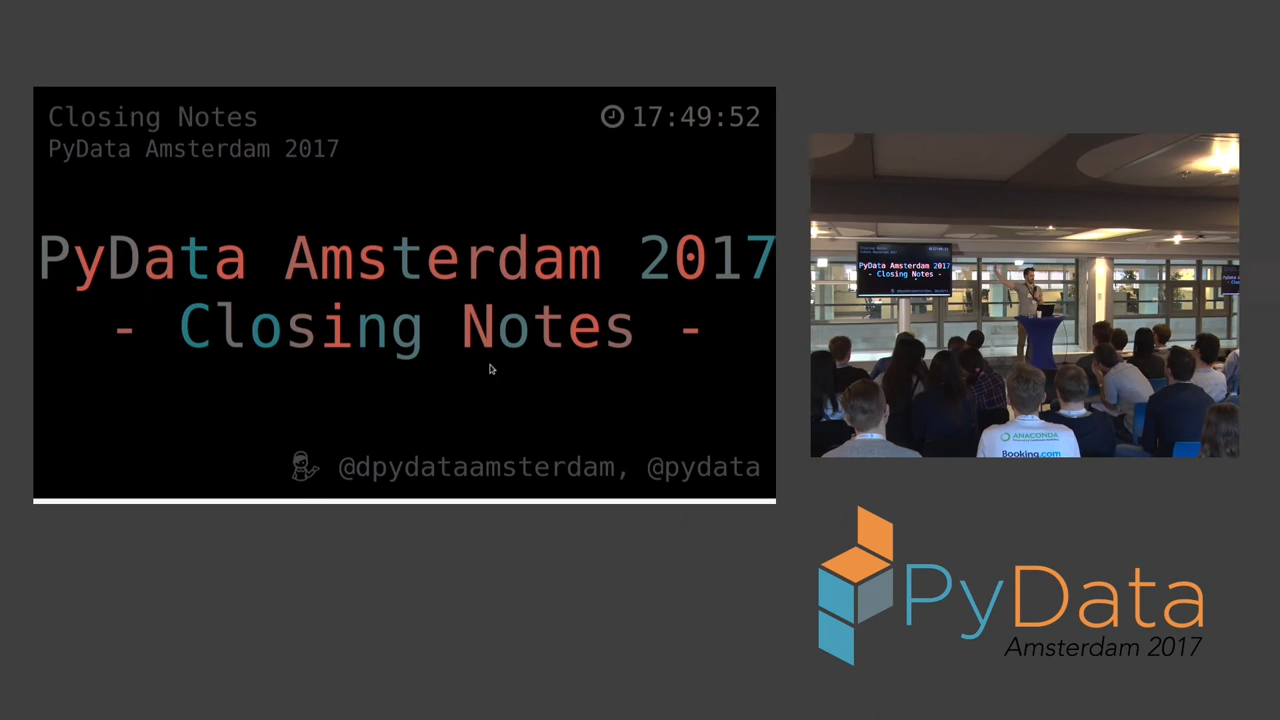 Closing Notes
17:49:52
PyData Amsterdam 2017
PyData Amsterdam 2017
- Closing Notes -
@dpydataamsterdam, @pydata
PyData Amsterdam 2017
- Closing Notes -
ANACONDA
Booking.com
PyData
Amsterdam 2017